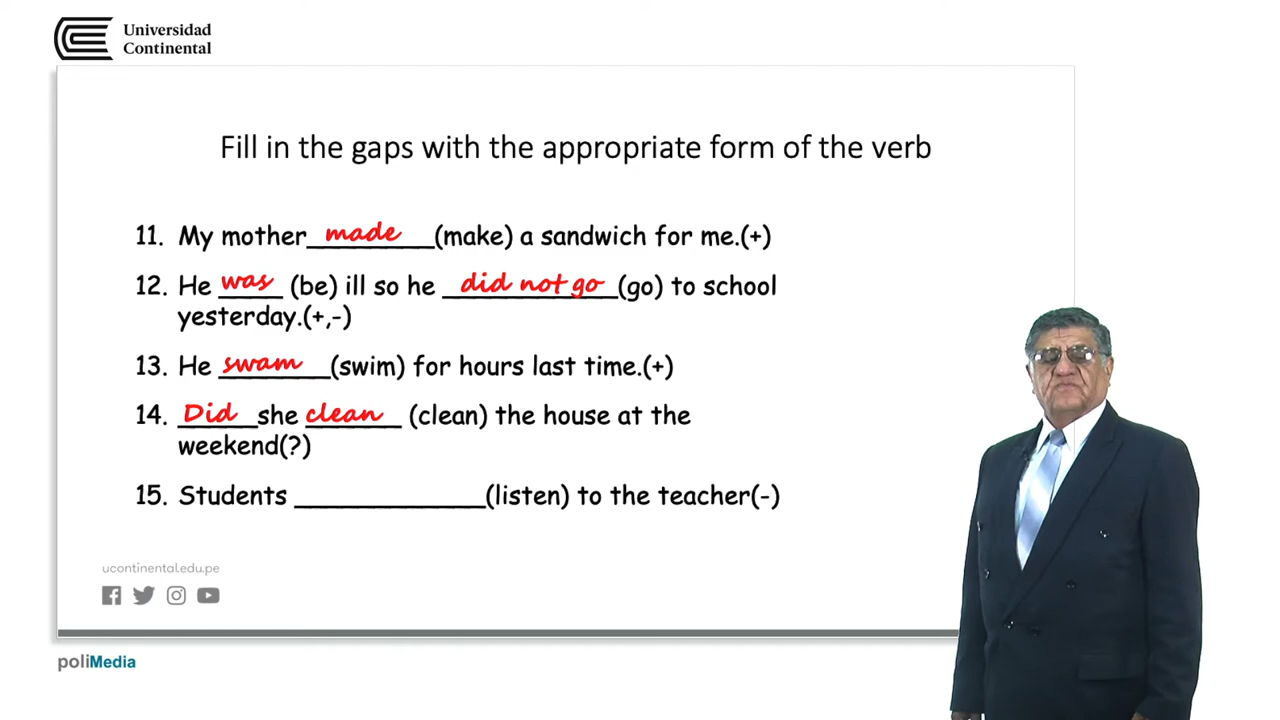 Universidad
Continental
Fill in the gaps with the appropriate form of the verb
11. My mother made (make) a sandwich for me.(+)
12. He was (be) ill so he did not go (go) to school
yesterday.(+,-)
13. He swam (swim) for hours last time.(+)
14. Did she clean (clean) the house at the
weekend(?)
15. Students ______________(listen) to the teacher(-)
ucontinental.edu.pe
poliMedia